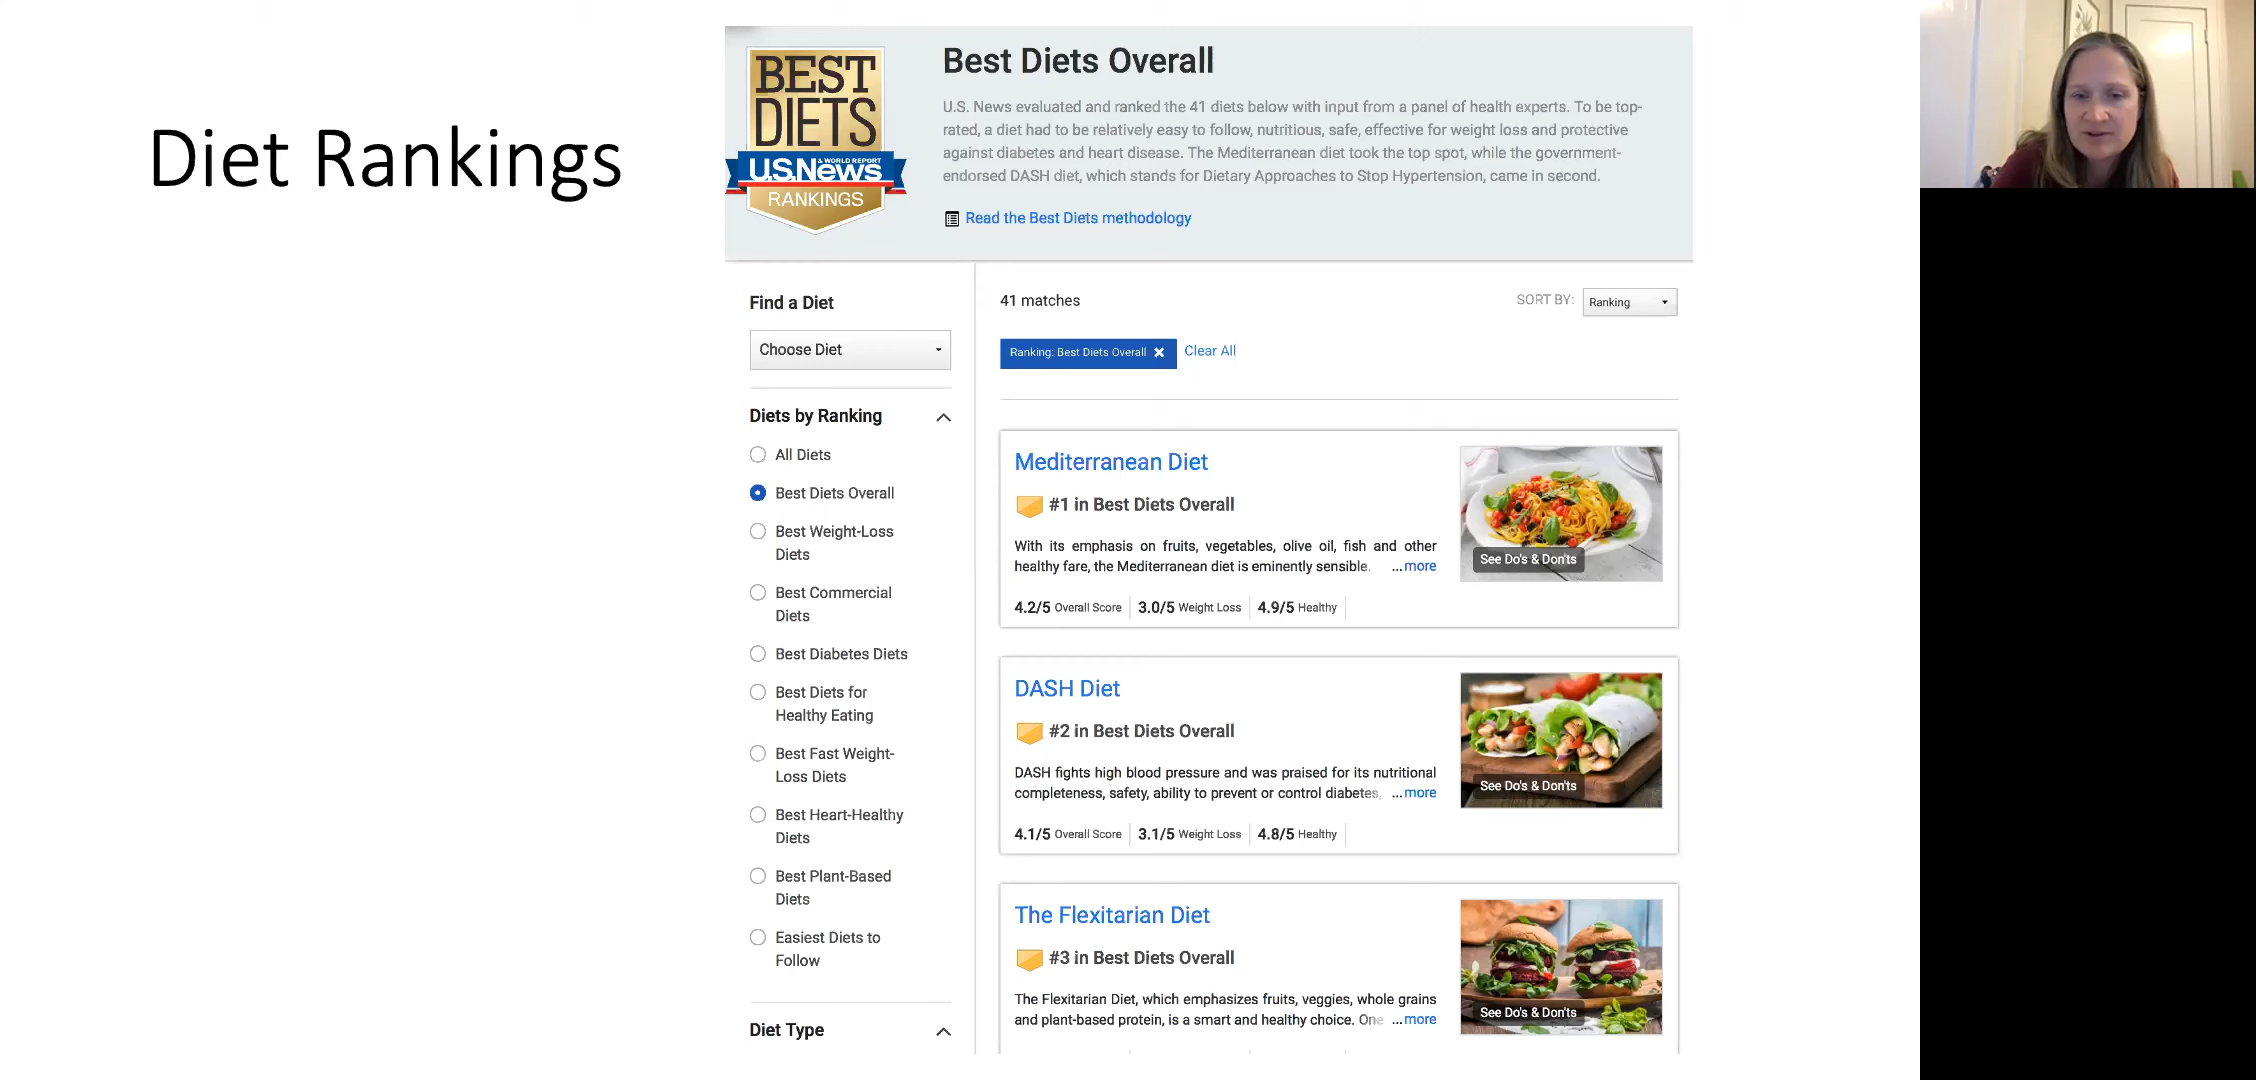 Diet Rankings
BEST
DIETS
U.S.News
& WORLD REPORT
RANKINGS
Best Diets Overall
U.S. News evaluated and ranked the 41 diets below with input from a panel of health experts. To be top-
rated, a diet had to be relatively easy to follow, nutritious, safe, effective for weight loss and protective
against diabetes and heart disease. The Mediterranean diet took the top spot, while the government-
endorsed DASH diet, which stands for Dietary Approaches to Stop Hypertension, came in second.
Read the Best Diets methodology
Find a Diet
Choose Diet
Diets by Ranking
All Diets
Best Diets Overall
Best Weight-Loss
Diets
Best Commercial
Diets
Best Diabetes Diets
Best Diets for
Healthy Eating
Best Fast Weight-
Loss Diets
Best Heart-Healthy
Diets
Best Plant-Based
Diets
Easiest Diets to
Follow
Diet Type
41 matches
SORT BY: Ranking
Ranking: Best Diets Overall Clear All
Mediterranean Diet
#1 in Best Diets Overall
With its emphasis on fruits, vegetables, olive oil, fish and other
healthy fare, the Mediterranean diet is eminently sensible. ...more
4.2/5 Overall Score 3.0/5 Weight Loss 4.9/5 Healthy
See Do's & Don'ts
DASH Diet
#2 in Best Diets Overall
DASH fights high blood pressure and was praised for its nutritional
completeness, safety, ability to prevent or control diabetes, ...more
4.1/5 Overall Score 3.1/5 Weight Loss 4.8/5 Healthy
See Do's & Don'ts
The Flexitarian Diet
#3 in Best Diets Overall
The Flexitarian Diet, which emphasizes fruits, veggies, whole grains
and plant-based protein, is a smart and healthy choice. One ...more
See Do's & Don'ts